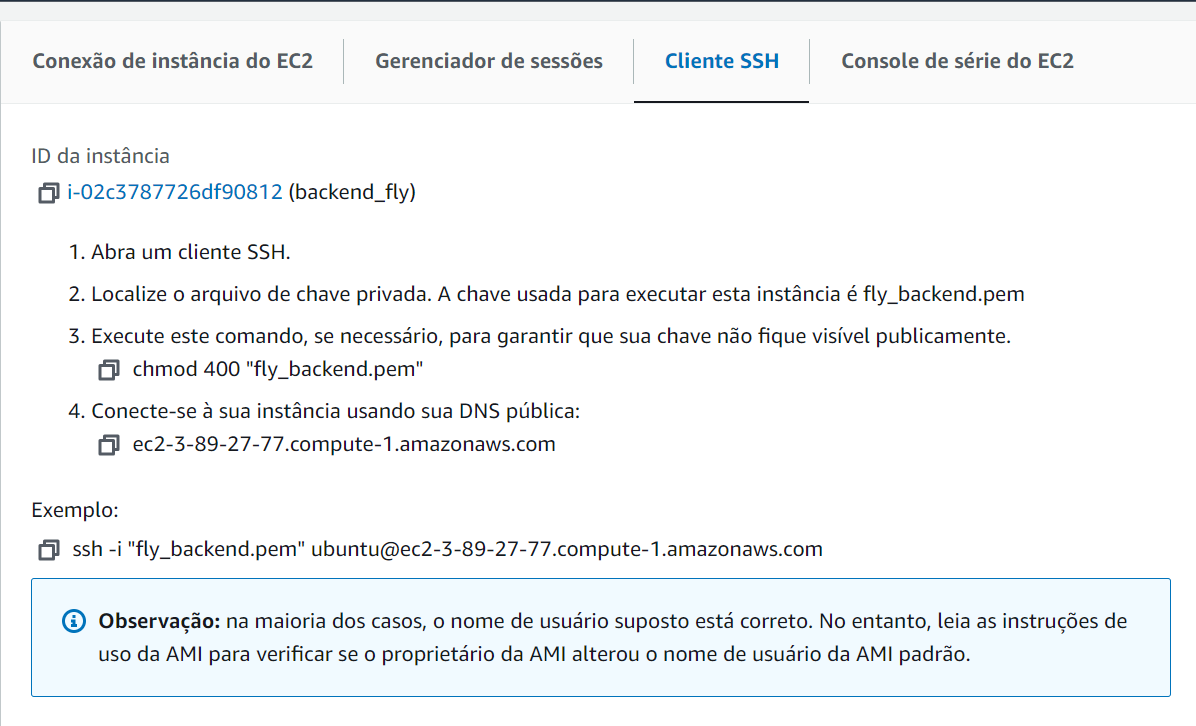 Conexão de instância do EC2
Gerenciador de sessões
Cliente SSH
Console de série do EC2
ID da instância
i-02c3787726df90812 (backend_fly)
1. Abra um cliente SSH.
2. Localize o arquivo de chave privada. A chave usada para executar esta instância é fly_backend.pem
3. Execute este comando, se necessário, para garantir que sua chave não fique visível publicamente.
chmod 400 "fly_backend.pem"
4. Conecte-se à sua instância usando sua DNS pública:
ec2-3-89-27-77.compute-1.amazonaws.com
Exemplo:
ssh -i "fly_backend.pem" ubuntu@ec2-3-89-27-77.compute-1.amazonaws.com
Observação: na maioria dos casos, o nome de usuário suposto está correto. No entanto, leia as instruções de
uso da AMI para verificar se o proprietário da AMI alterou o nome de usuário da AMI padrão.